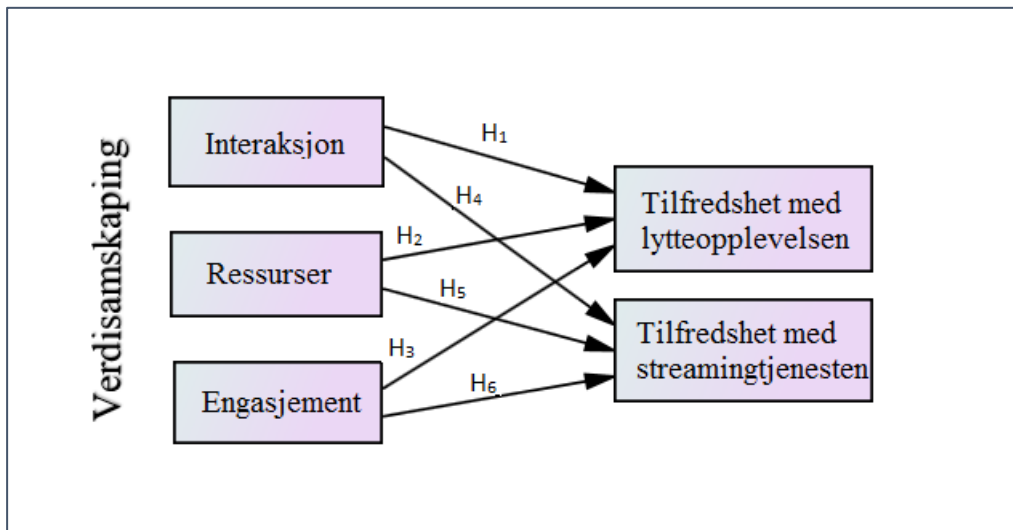 Verdisamskaping
Interaksjon
Ressurser
Engasjement
H₁
H₄
H₂
H₅
H₃
H₆
Tilfredshet med
lytteopplevelsen
Tilfredshet med
streamingtjenesten